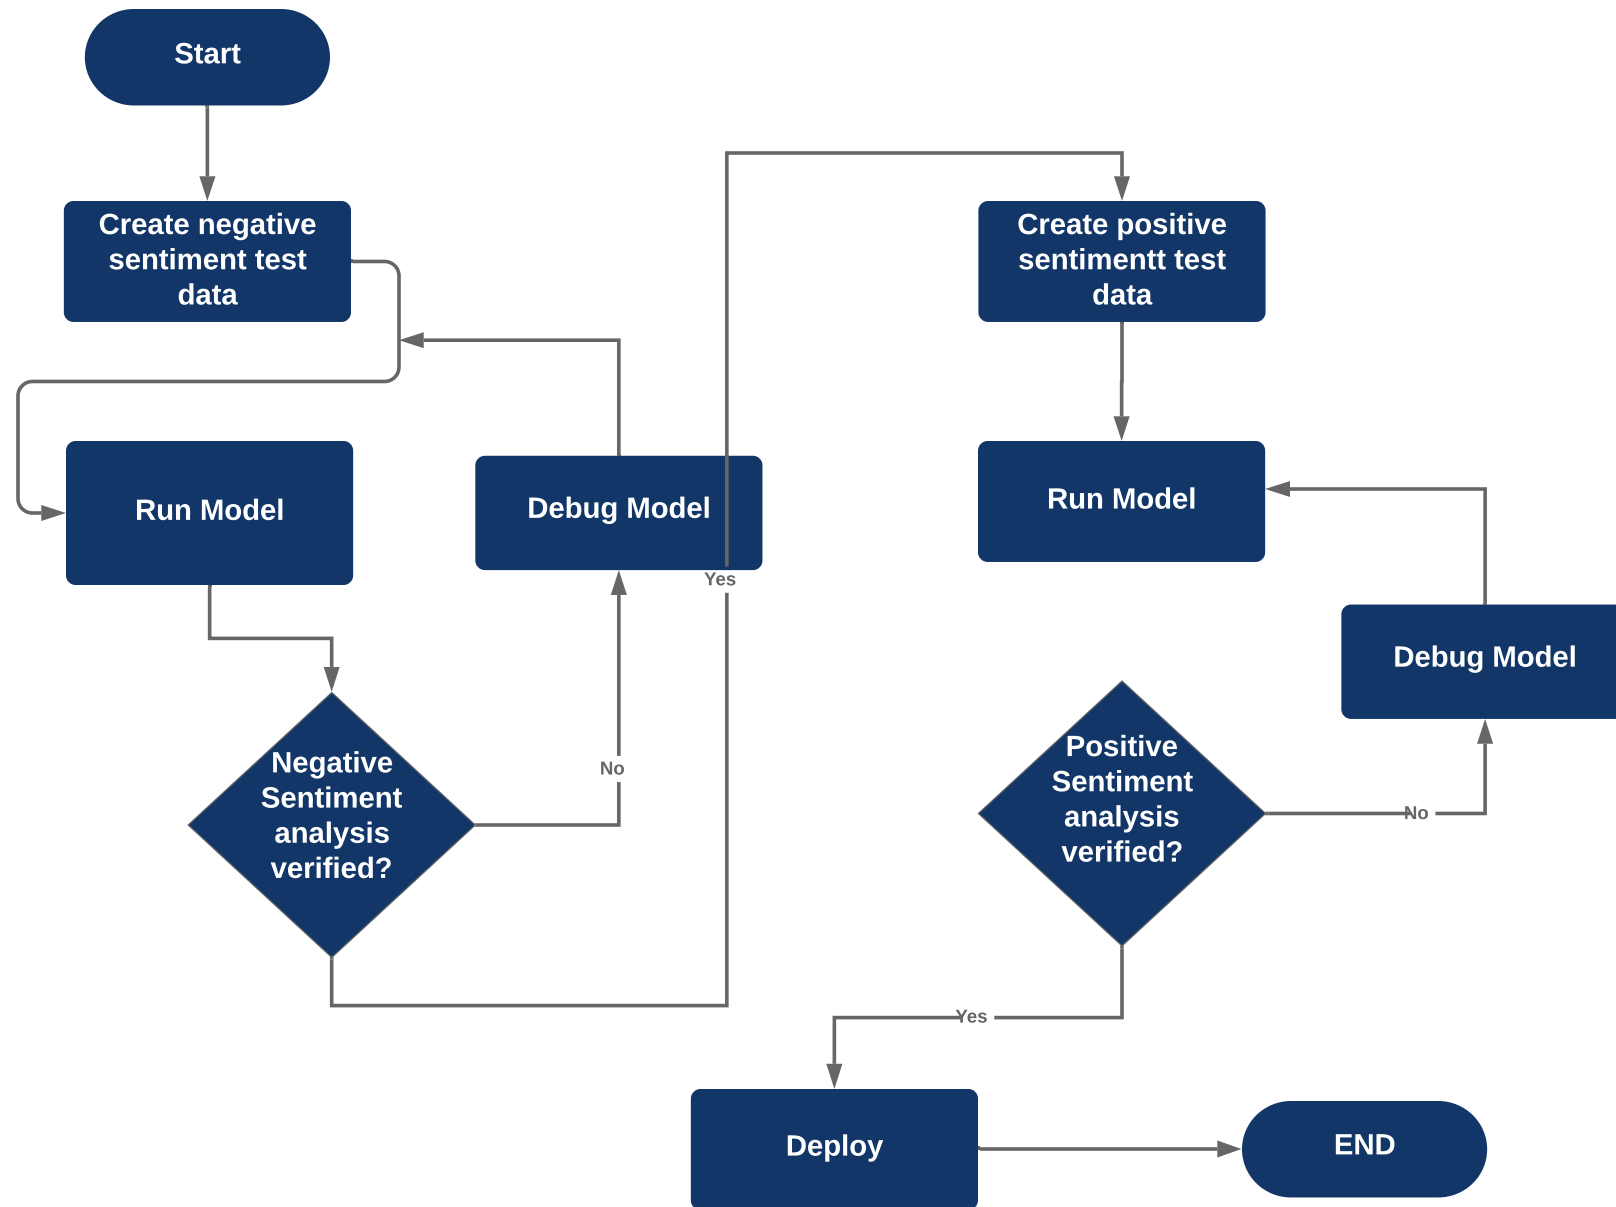 Start
Create negative
sentiment test
data
Run Model
Debug Model
Yes
Negative
Sentiment
analysis
verified?
No
Create positive
sentimentt test
data
Run Model
Debug Model
Positive
Sentiment
analysis
verified?
No
Yes
Deploy
END